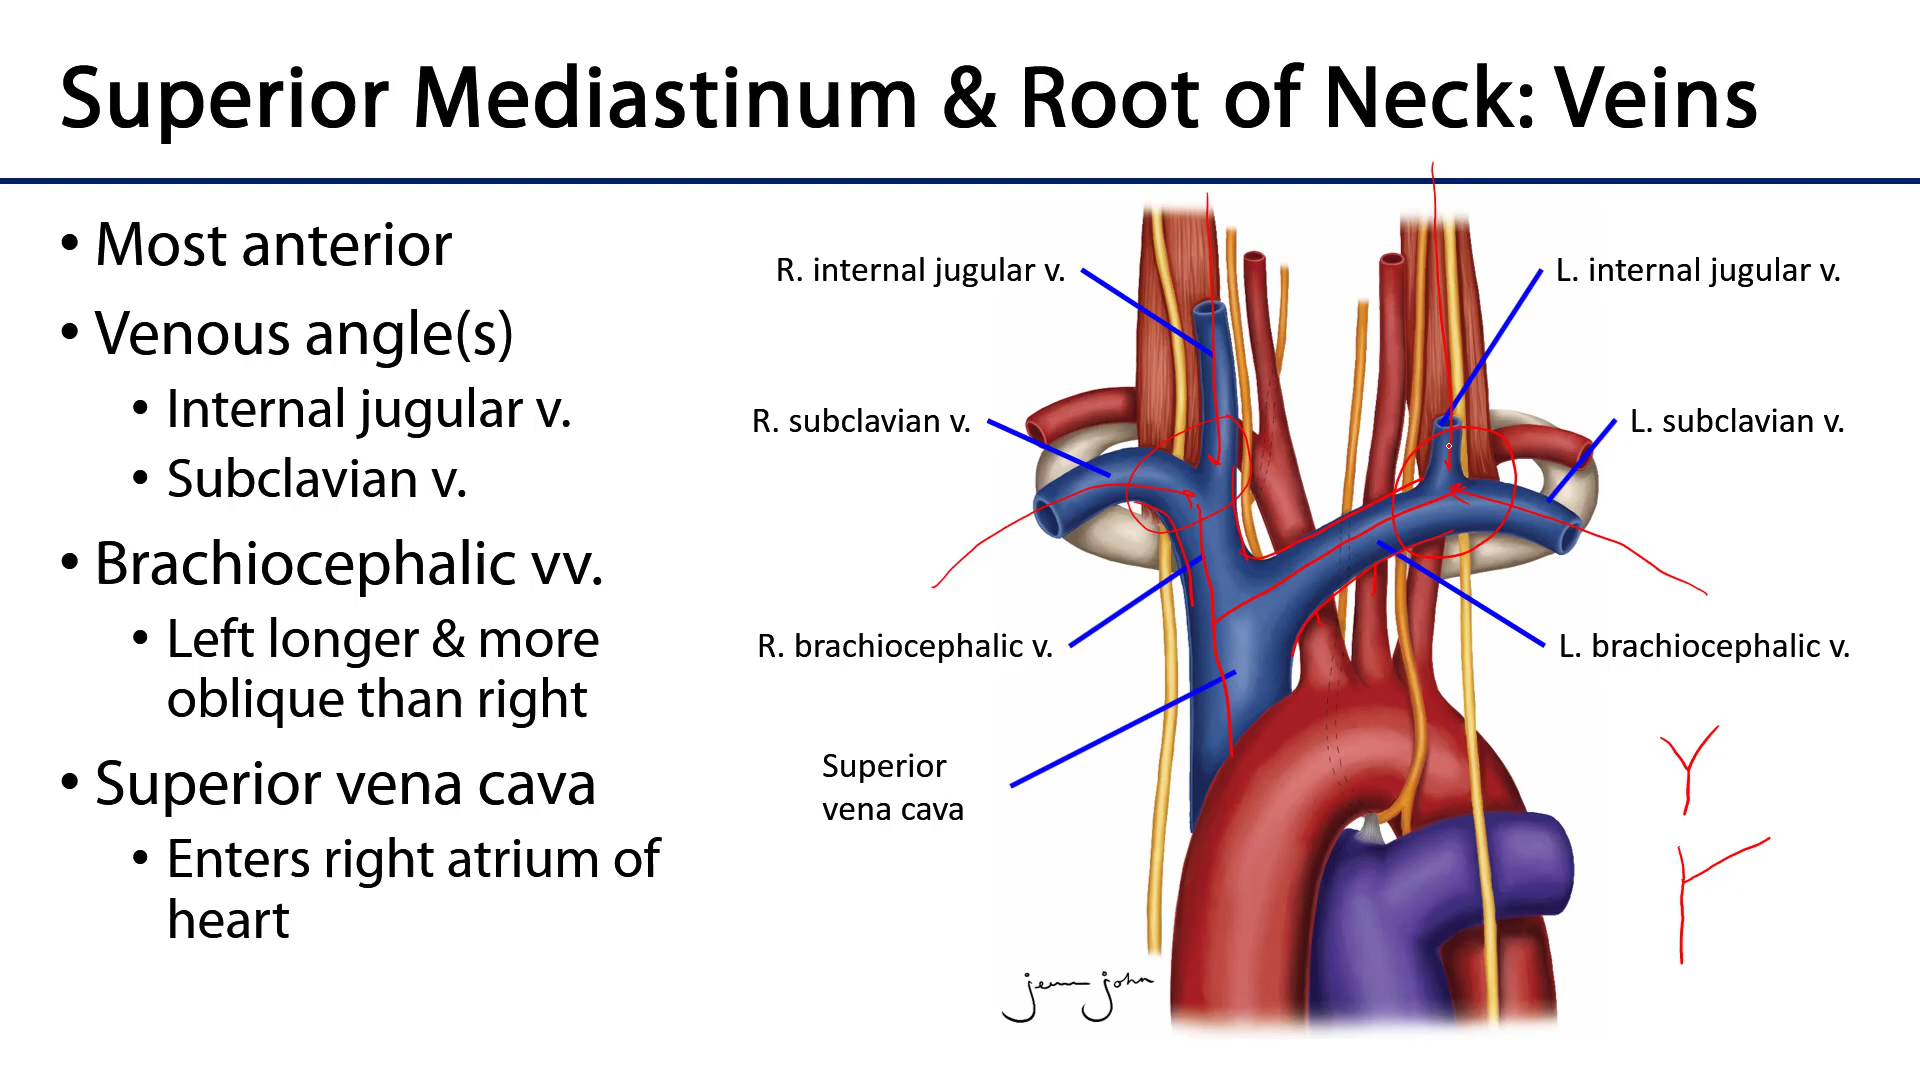 Superior Mediastinum & Root of Neck: Veins
• Most anterior
• Venous angle(s)
• Internal jugular v.
• Subclavian v.
• Brachiocephalic vv.
• Left longer & more
oblique than right
• Superior vena cava
• Enters right atrium of
heart
R. internal jugular v.
L. internal jugular v.
R. subclavian v.
L. subclavian v.
R. brachiocephalic v.
L. brachiocephalic v.
Superior
vena cava
jenn john